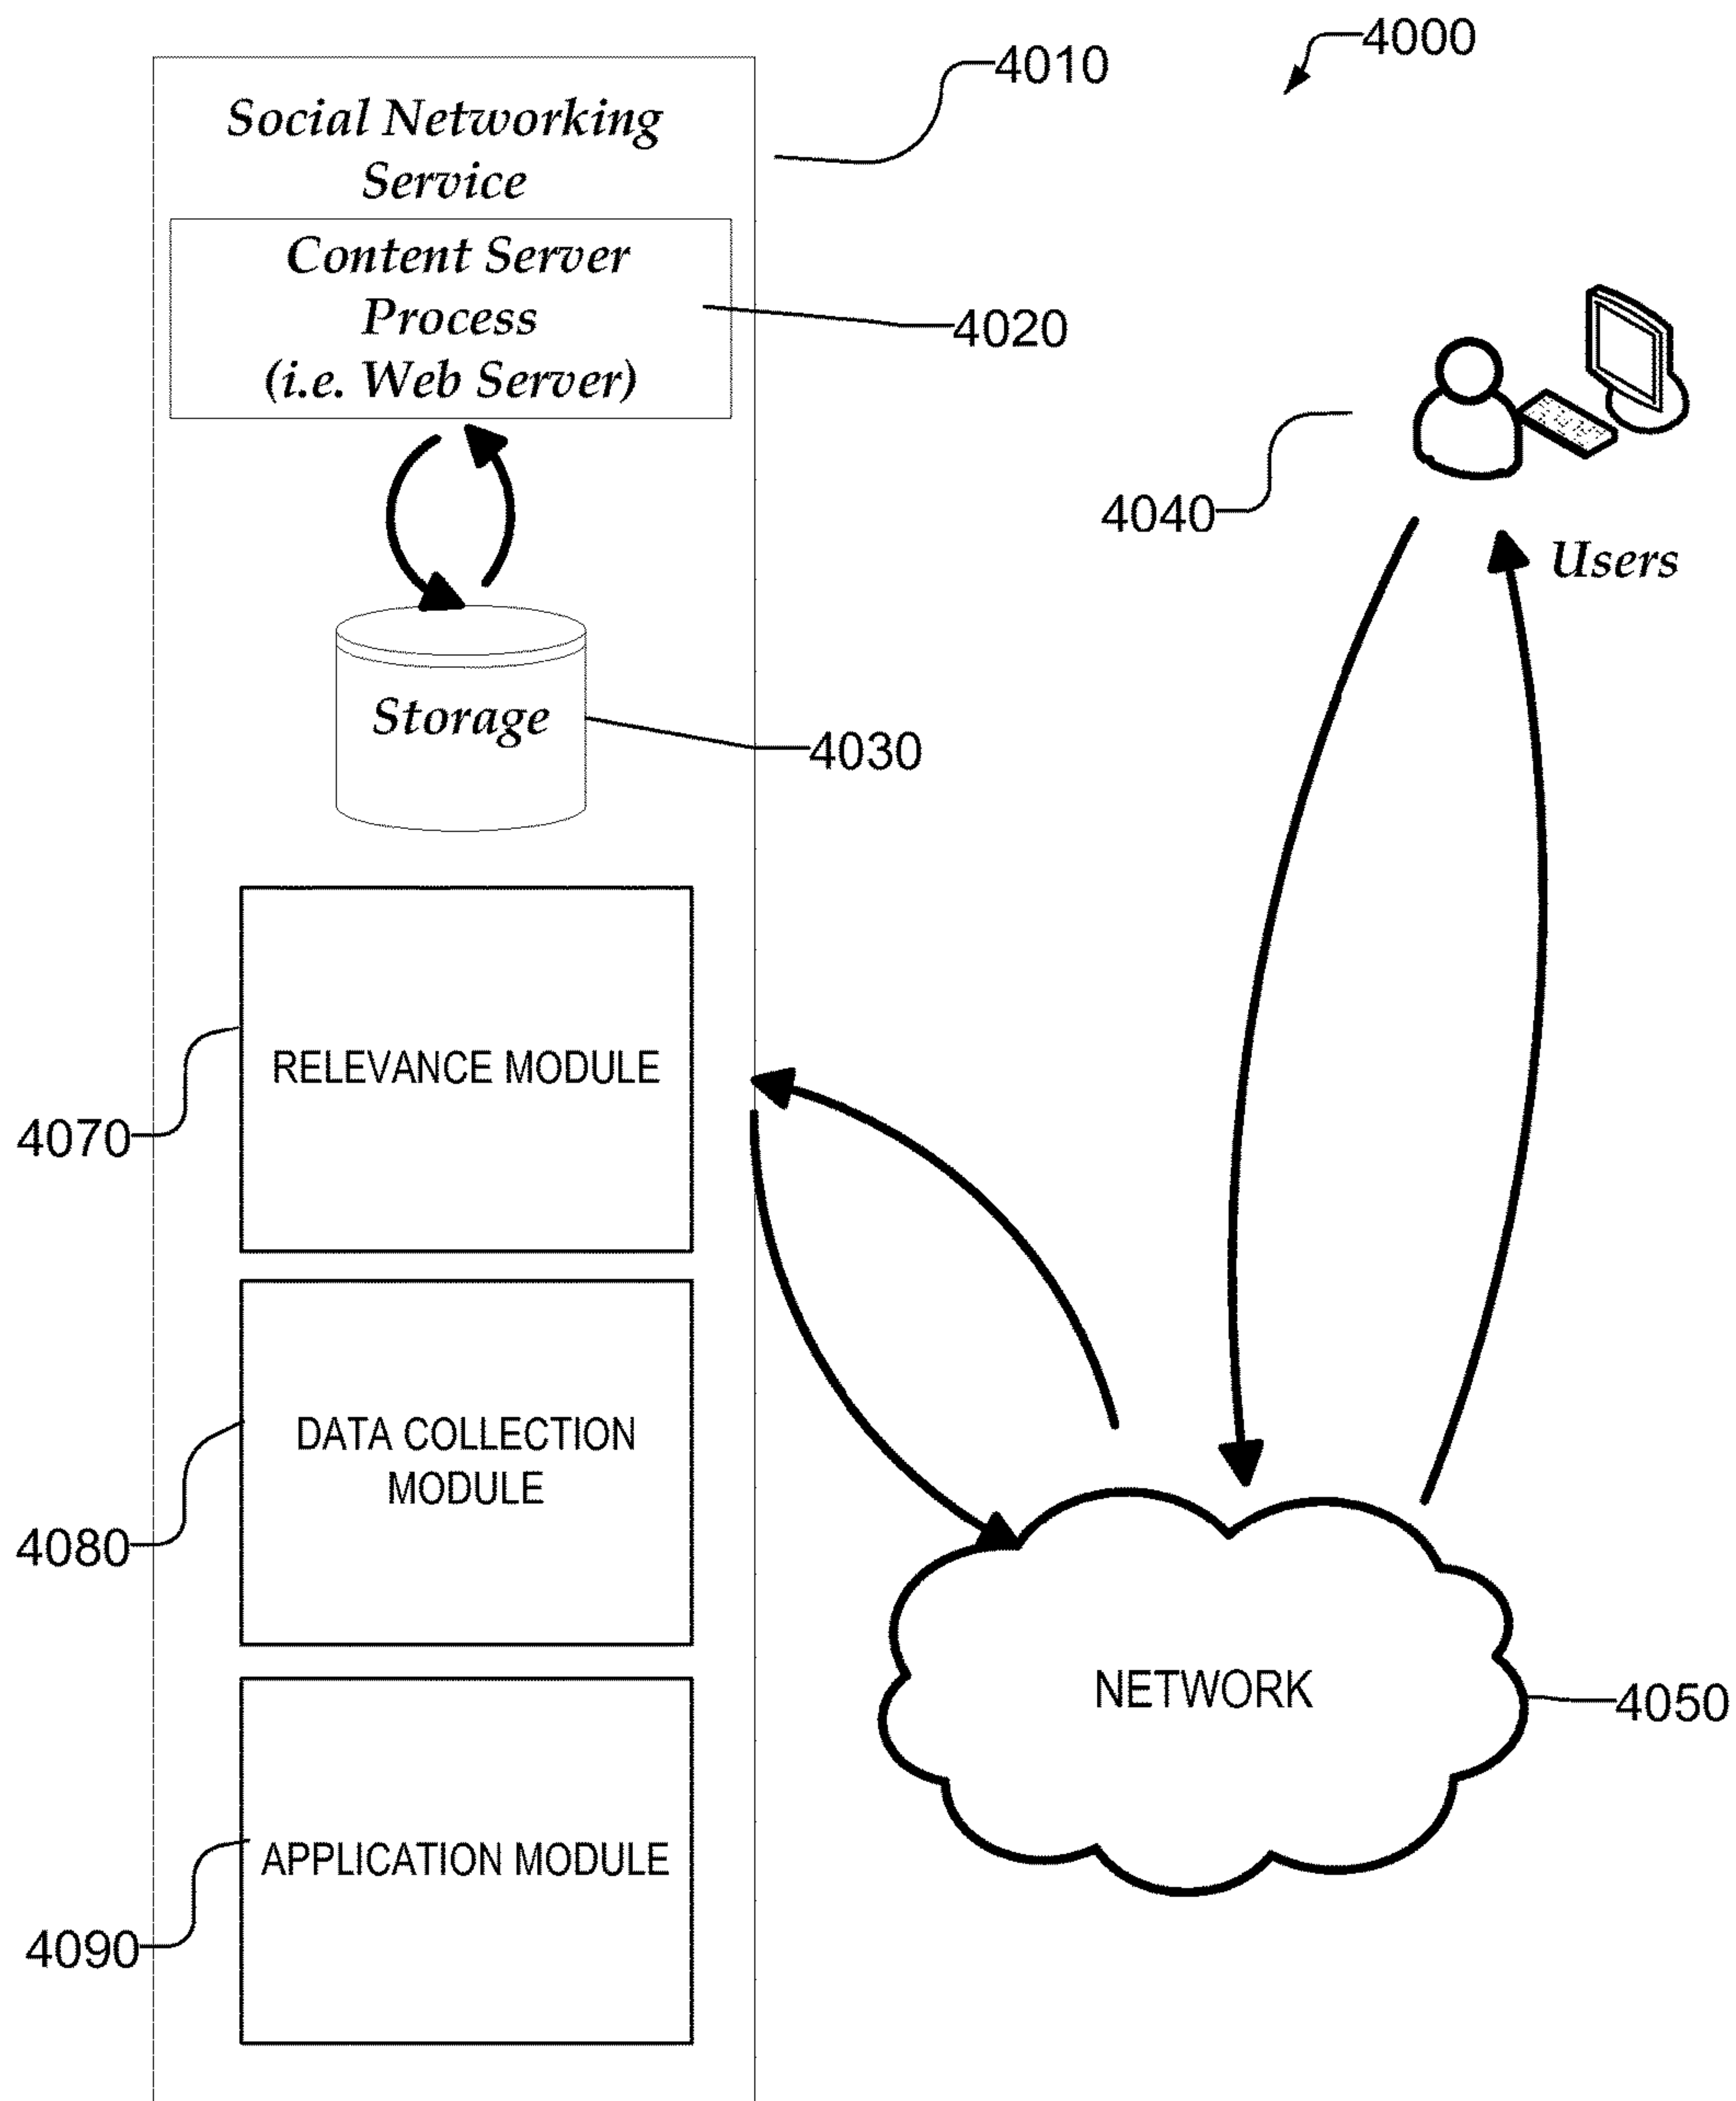 4000
4010
Social Networking
Service
Content Server
Process
(i.e. Web Server)
4020
4040
Users
Storage
4030
RELEVANCE MODULE
4070
DATA COLLECTION
MODULE
4080
NETWORK
4050
APPLICATION MODULE
4090